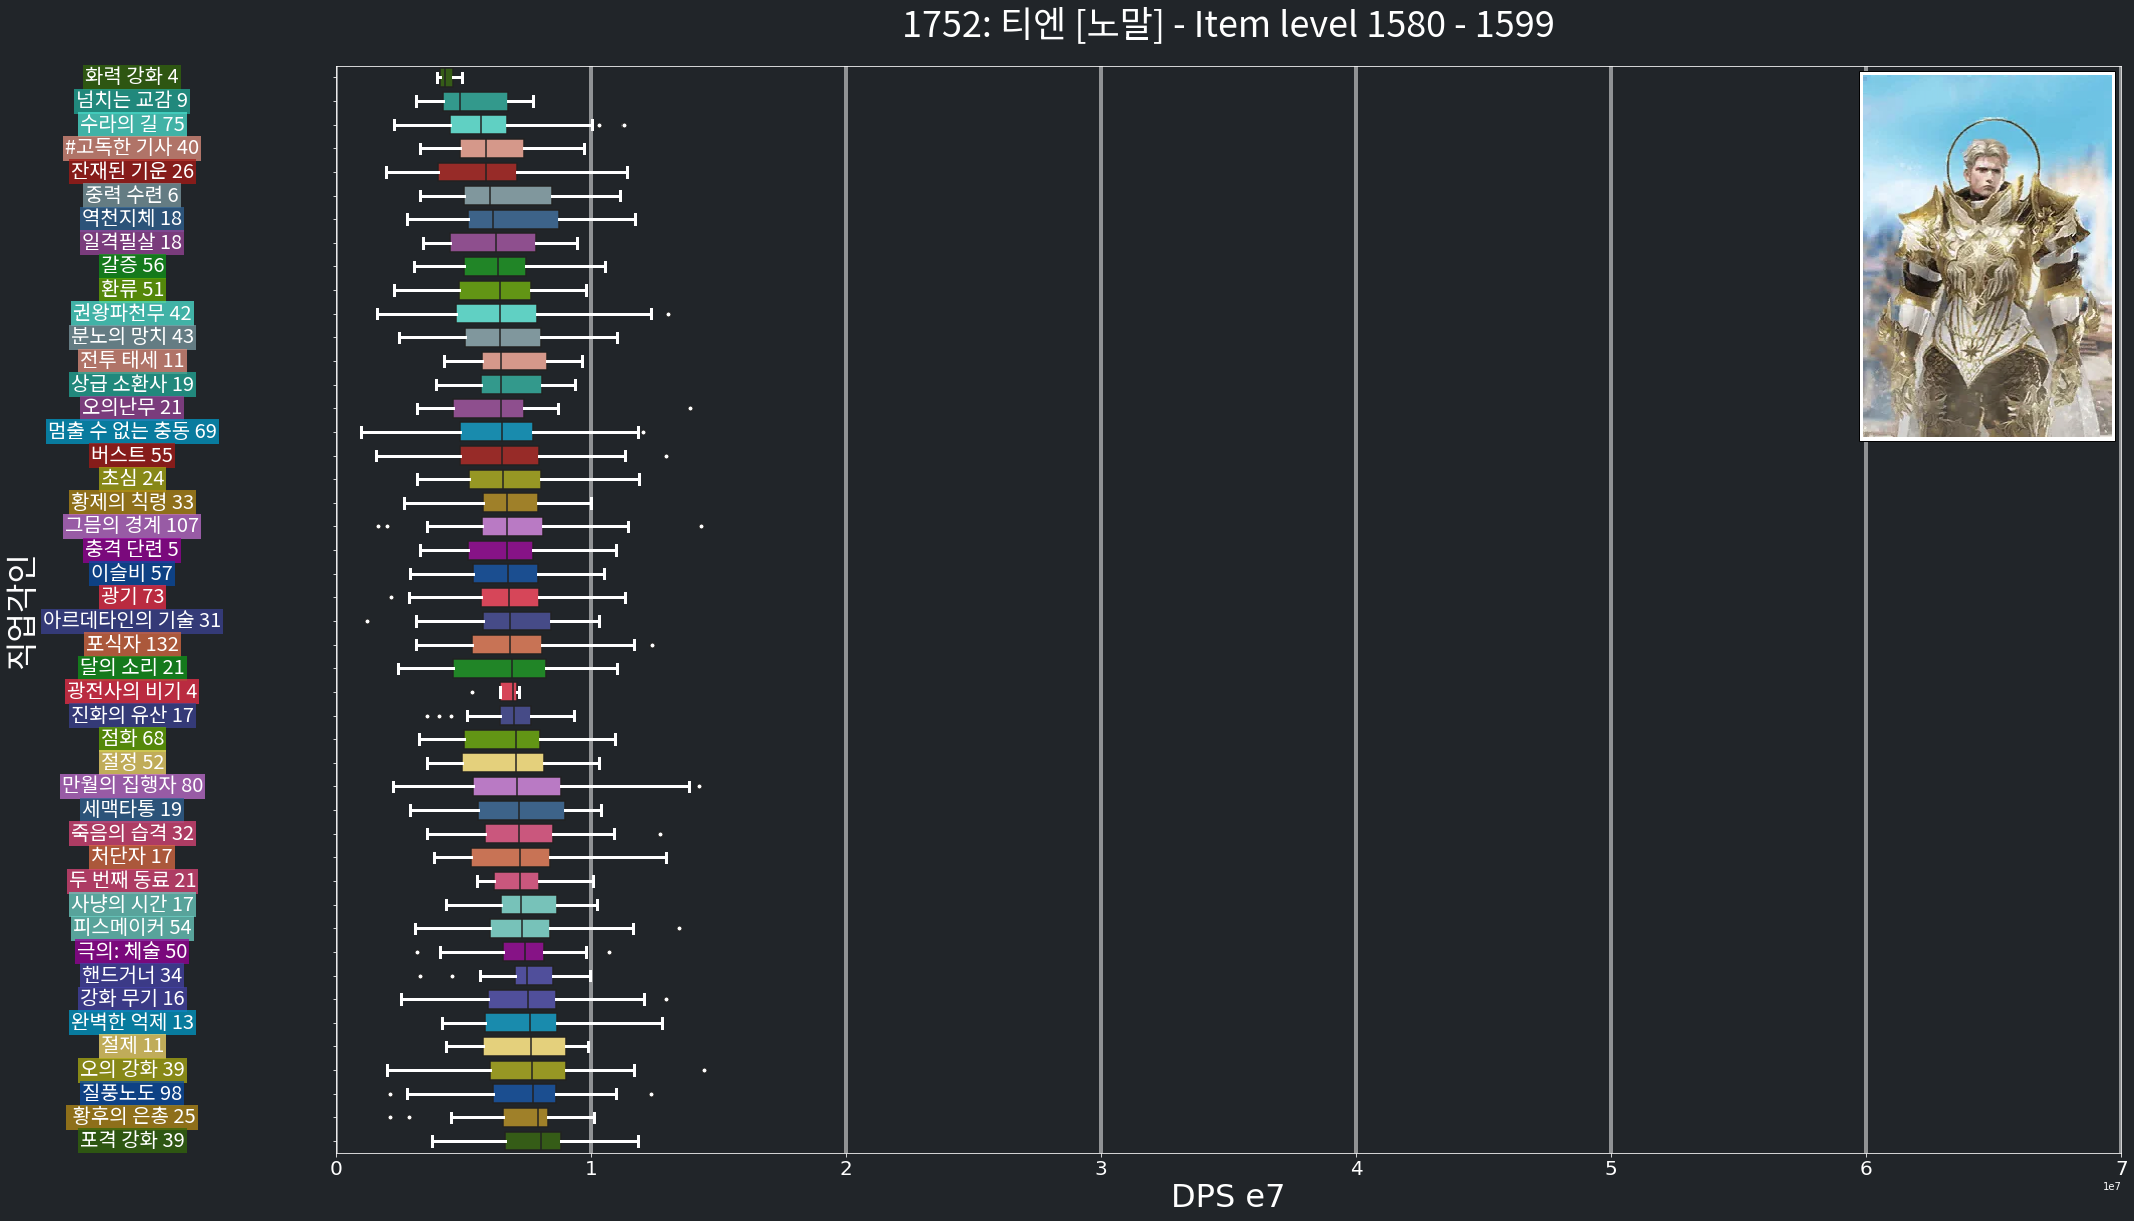 1752: 티엔 [노말] - Item level 1580 - 1599
화력 강화 4
넘치는 교감 9
수라의 길 75
#고독한 기사 40
잔재된 기운 26
중력 수련 6
역천지체 18
일격필살 18
갈증 56
환류 51
권왕파천무 42
분노의 망치 43
전투 태세 11
상급 소환사 19
오의난무 21
멈출 수 없는 충동 69
버스트 55
초심 24
황제의 칙령 33
그믐의 경계 107
충격 단련 5
이슬비 57
광기 73
아르데타인의 기술 31
포식자 132
달의 소리 21
광전사의 비기 4
진화의 유산 17
점화 68
절정 52
만월의 집행자 80
세맥타통 19
죽음의 습격 32
처단자 17
두 번째 동료 21
사냥의 시간 17
피스메이커 54
극의: 체술 50
핸드거너 34
강화 무기 16
완벽한 억제 13
절제 11
오의 강화 39
질풍노도 98
황후의 은총 25
포격 강화 39
직업각인
0 1 2 3 4 5 6 7
1e7
DPS e7